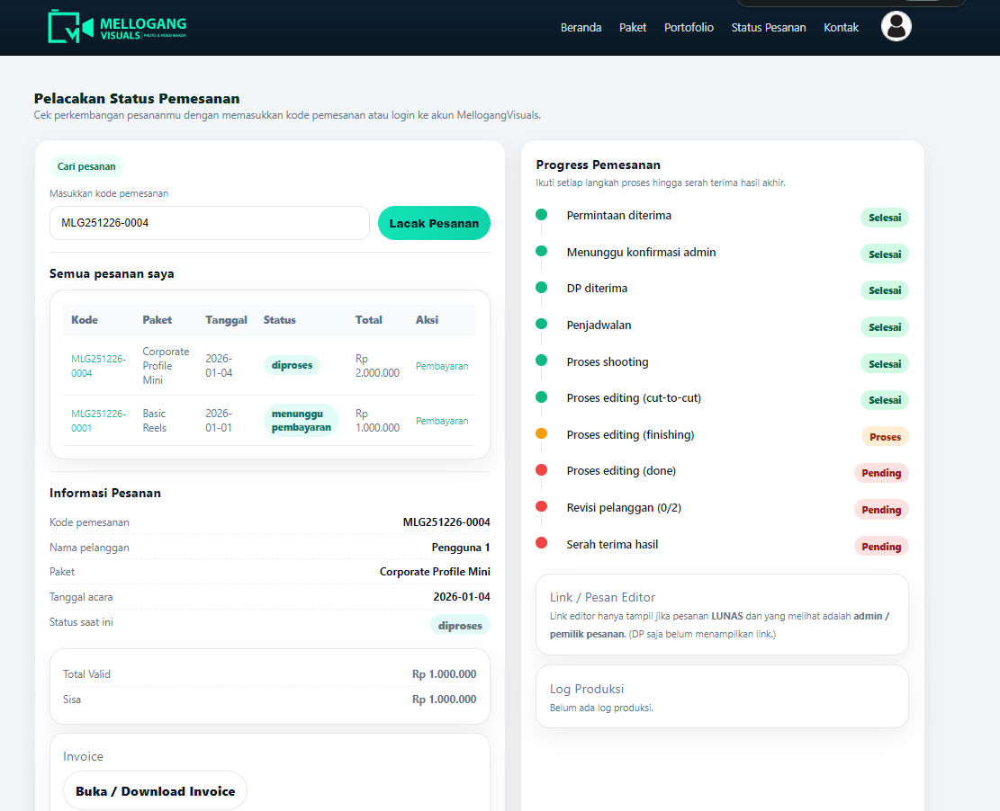 MELLOGANG
VISUALS | PHOTO & VIDEO MAKER
Beranda Paket Portofolio Status Pesanan Kontak
Pelacakan Status Pemesanan
Cek perkembangan pesananmu dengan memasukkan kode pemesanan atau login ke akun MellogangVisuals.
Cari pesanan
Masukkan kode pemesanan
MLG251226-0004 Lacak Pesanan
Semua pesanan saya
Kode Paket Tanggal Status Total Aksi
MLG251226-0004 Corporate Profile Mini 2026-01-04 diproses Rp 2.000.000 Pembayaran
MLG251226-0001 Basic Reels 2026-01-01 menunggu pembayaran Rp 1.000.000 Pembayaran
Informasi Pesanan
Kode pemesanan MLG251226-0004
Nama pelanggan Pengguna 1
Paket Corporate Profile Mini
Tanggal acara 2026-01-04
Status saat ini diproses
Total Valid Rp 1.000.000
Sisa Rp 1.000.000
Invoice
Buka / Download Invoice
Progress Pemesanan
Ikuti setiap langkah proses hingga serah terima hasil akhir.
Permintaan diterima Selesai
Menunggu konfirmasi admin Selesai
DP diterima Selesai
Penjadwalan Selesai
Proses shooting Selesai
Proses editing (cut-to-cut) Selesai
Proses editing (finishing) Proses
Proses editing (done) Pending
Revisi pelanggan (0/2) Pending
Serah terima hasil Pending
Link / Pesan Editor
Link editor hanya tampil jika pesanan LUNAS dan yang melihat adalah admin /
pemilik pesanan. (DP saja belum menampilkan link.)
Log Produksi
Belum ada log produksi.